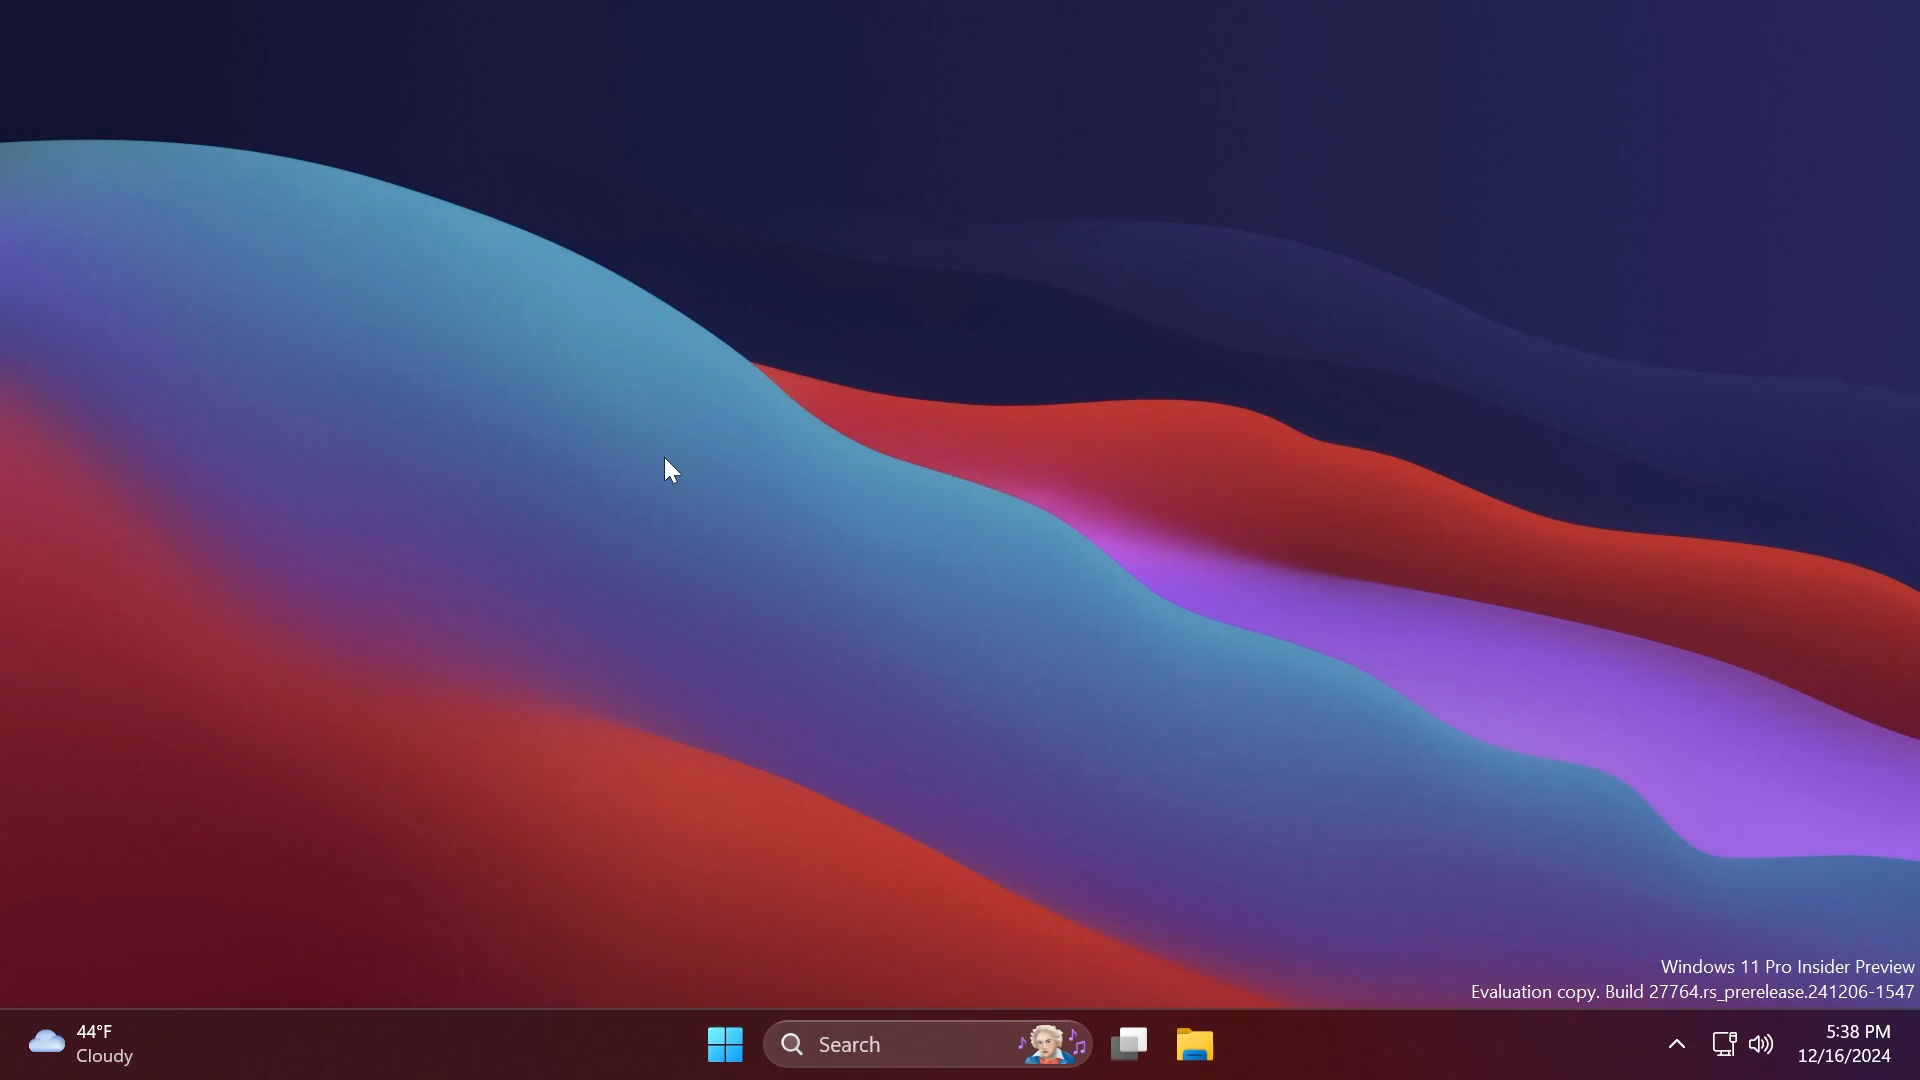 Windows 11 Pro Insider Preview
Evaluation copy. Build 27764.rs_prerelease.241206-1547
44°F
Cloudy
Search
5:38 PM
12/16/2024